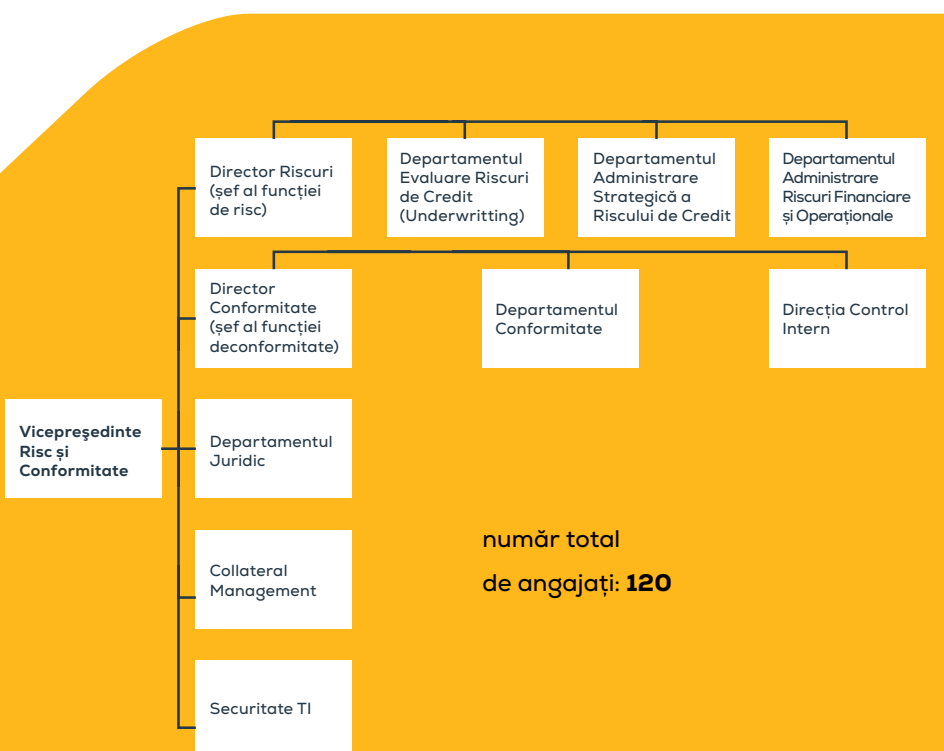 Director Riscuri
(șef al funcției
de risc)
Departamentul
Evaluare Riscuri
de Credit
(Underwritting)
Departamentul
Administrare
Strategică a
Riscului de Credit
Departamentul
Administrare
Riscuri Financiare
și Operaționale
Director
Conformitate
(șef al funcției
deconformitate)
Departamentul
Conformitate
Direcția Control
Intern
Vicepreşedinte
Risc și
Conformitate
Departamentul
Juridic
număr total
de angajați: 120
Collateral
Management
Securitate TI